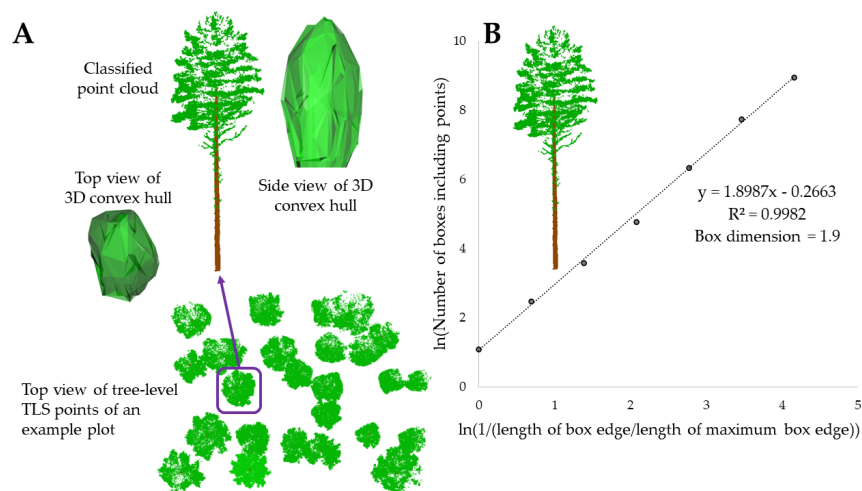 A
Classified
point cloud
Top view of
3D convex hull
Side view of 3D
convex hull
Top view of tree-level
TLS points of an
example plot
B
ln(Number of boxes including points)
10
8
6
4
2
0
0
1
2
3
4
5
y = 1.8987x - 0.2663
R² = 0.9982
Box dimension = 1.9
ln(1/(length of box edge/length of maximum box edge))